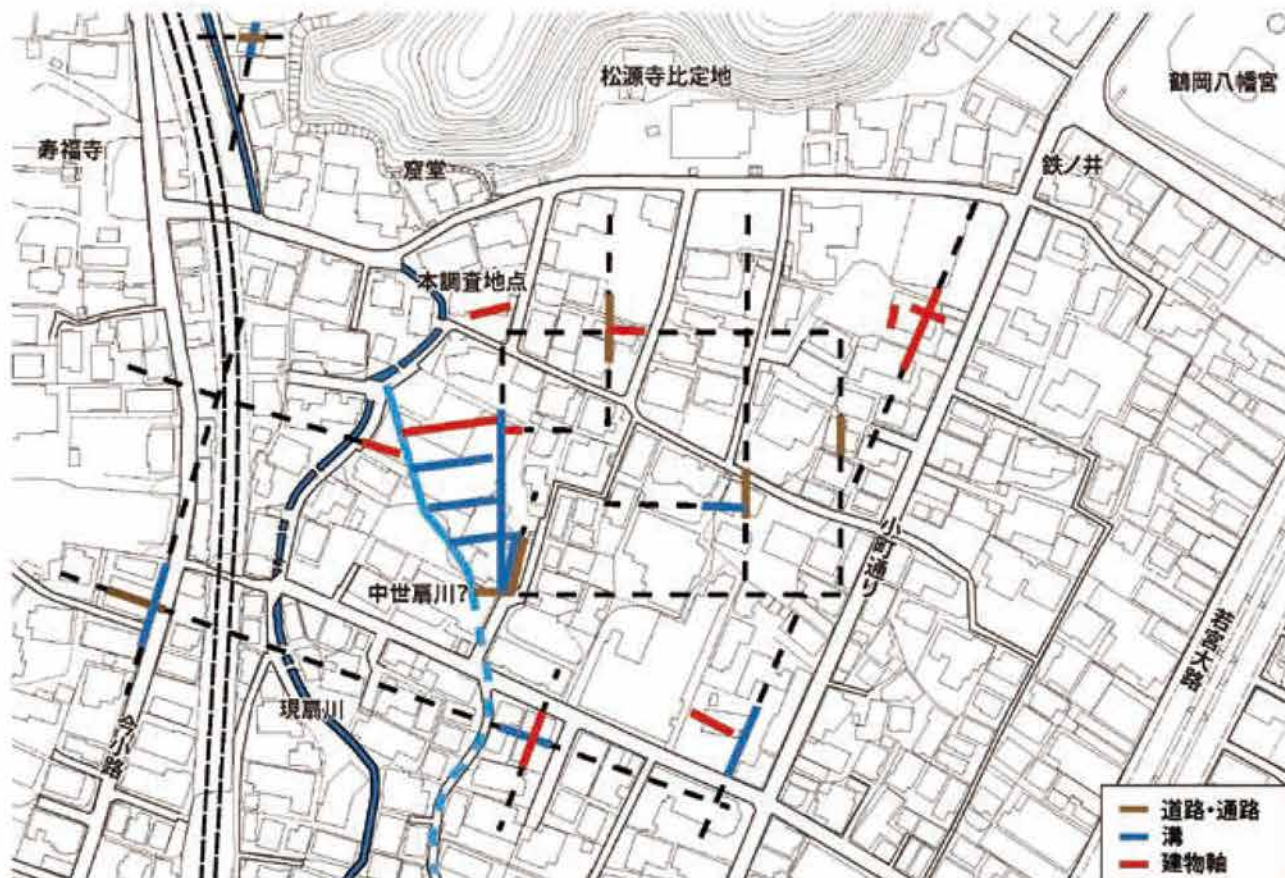 松源寺比定地
鶴岡八幡宮
寿福寺
窟堂
鉄ノ井
本調査地点
小町通り
中世扇川?
若宮大路
現扇川
今小路
道路・通路
溝
建物軸